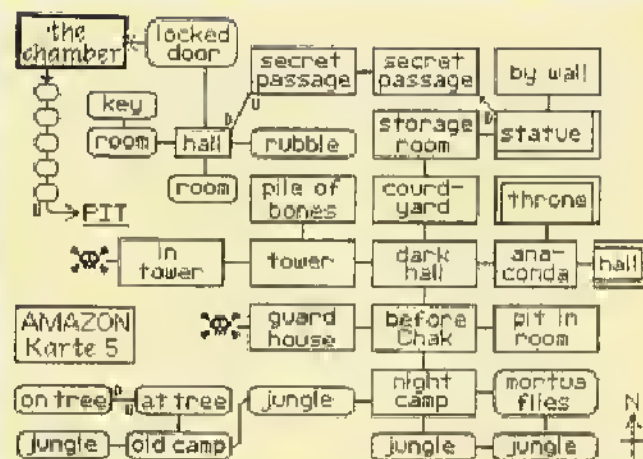 the
chamber
locked
door
secret
passage
secret
passage
by wall
key
D
U
D
storage
room
statue
room
hall
rubble
room
pile of
bones
courd-
yard
throne
U
PIT
in
tower
tower
dark
hall
ana-
conda
hall
AMAZON
Karte 5
guard
house
before
Chak
pit in
room
on tree
D
U
at tree
jungle
night
camp
mortua
flies
N
jungle
old camp
jungle
jungle